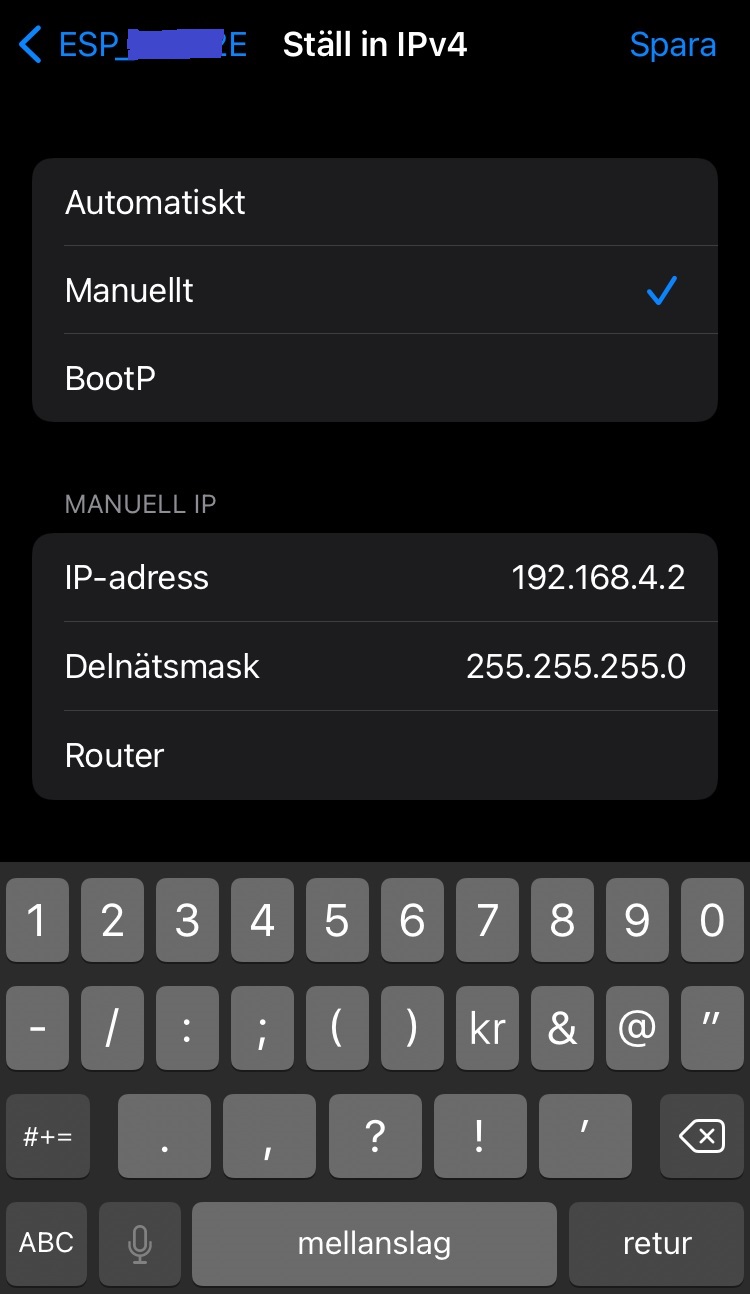 ESP_ 2E Ställ in IPv4 Spara
Automatiskt
Manuellt
BootP
MANUELL IP
IP-adress 192.168.4.2
Delnätsmask 255.255.255.0
Router
1 2 3 4 5 6 7 8 9 0
- / : ; ( ) kr & @ "
#+= . , ? ! '
ABC mellanslag retur